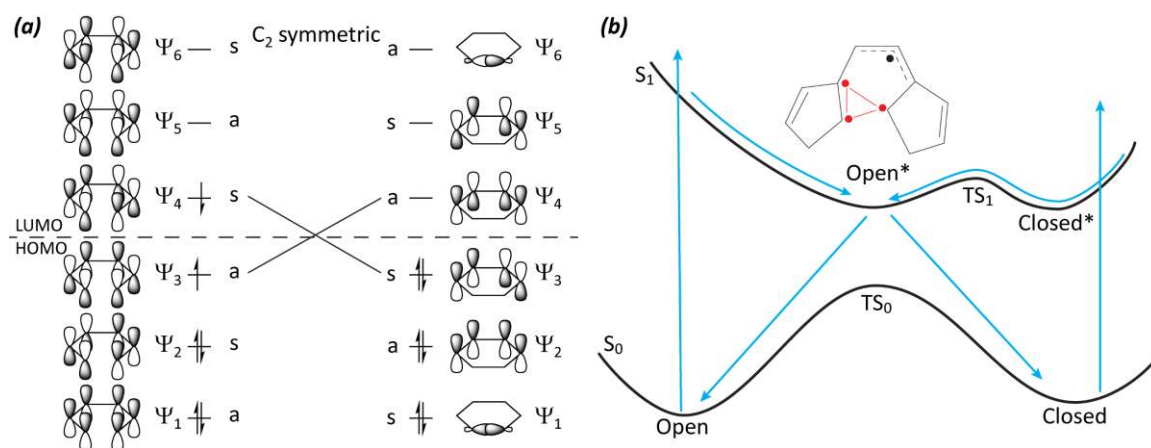 (a)
C2 symmetric
Ψ6 s
a Ψ6
Ψ5 a
s Ψ5
Ψ4 s
a Ψ4
LUMO
HOMO
Ψ3 a
s Ψ3
Ψ2 s
a Ψ2
Ψ1 a
s Ψ1
(b)
S1
Open*
TS1
Closed*
TS0
S0
Open
Closed